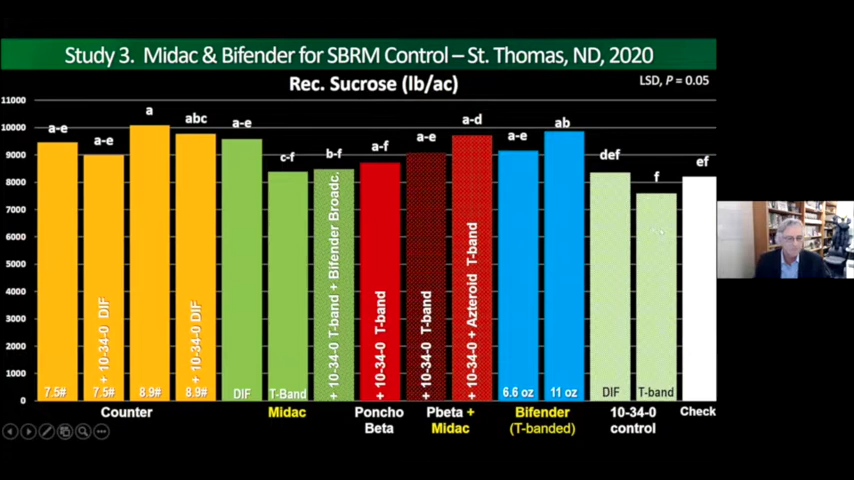 Study 3. Midac & Bifender for SBRM Control – St. Thomas, ND, 2020
Rec. Sucrose (lb/ac)
LSD, P = 0.05
11000
10000
9000
8000
7000
6000
5000
4000
3000
2000
1000
0
a-e
a-e
a
abc
a-e
c-f
b-f
a-f
a-e
a-d
a-e
ab
def
f
ef
7.5#
+ 10-34-0 DIF
7.5#
8.9#
+ 10-34-0 DIF
8.9#
DIF
T-Band
+ 10-34-0 T-band + Bifender Broadc.
+ 10-34-0 T-band
+ 10-34-0 T-band
+ 10-34-0 + Azteroid T-band
6.6 oz
11 oz
DIF
T-band
Counter
Midac
Poncho
Beta
Pbeta +
Midac
Bifender
(T-banded)
10-34-0
control
Check